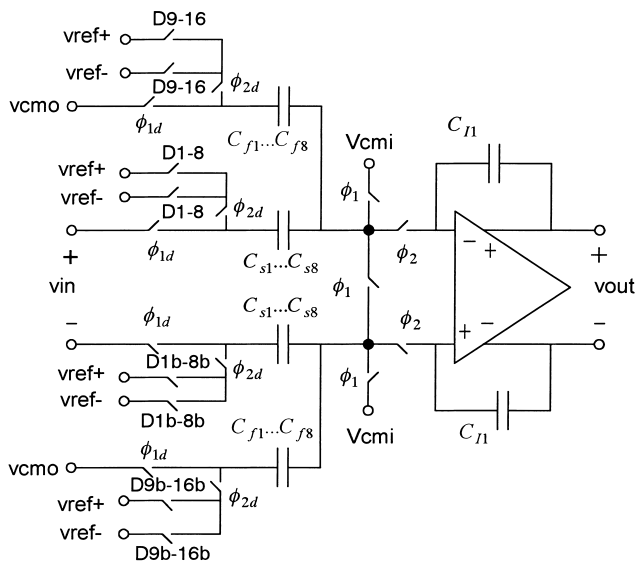 D9-16
vref+
vref-
D9-16
ϕ2d
vcmo
ϕ1d
Cf1...Cf8
Vcmi
CI1
vref+
D1-8
vref-
D1-8
ϕ2d
ϕ1
ϕ1d
ϕ2
− +
+
+
Cs1...Cs8
vin
ϕ1
vout
Cs1...Cs8
ϕ1d
ϕ2
−
+ −
−
D1b-8b
vref+
ϕ2d
ϕ1
vref-
D1b-8b
Cf1...Cf8
Vcmi
CI1
ϕ1d
vcmo
D9b-16b
vref+
ϕ2d
vref-
D9b-16b